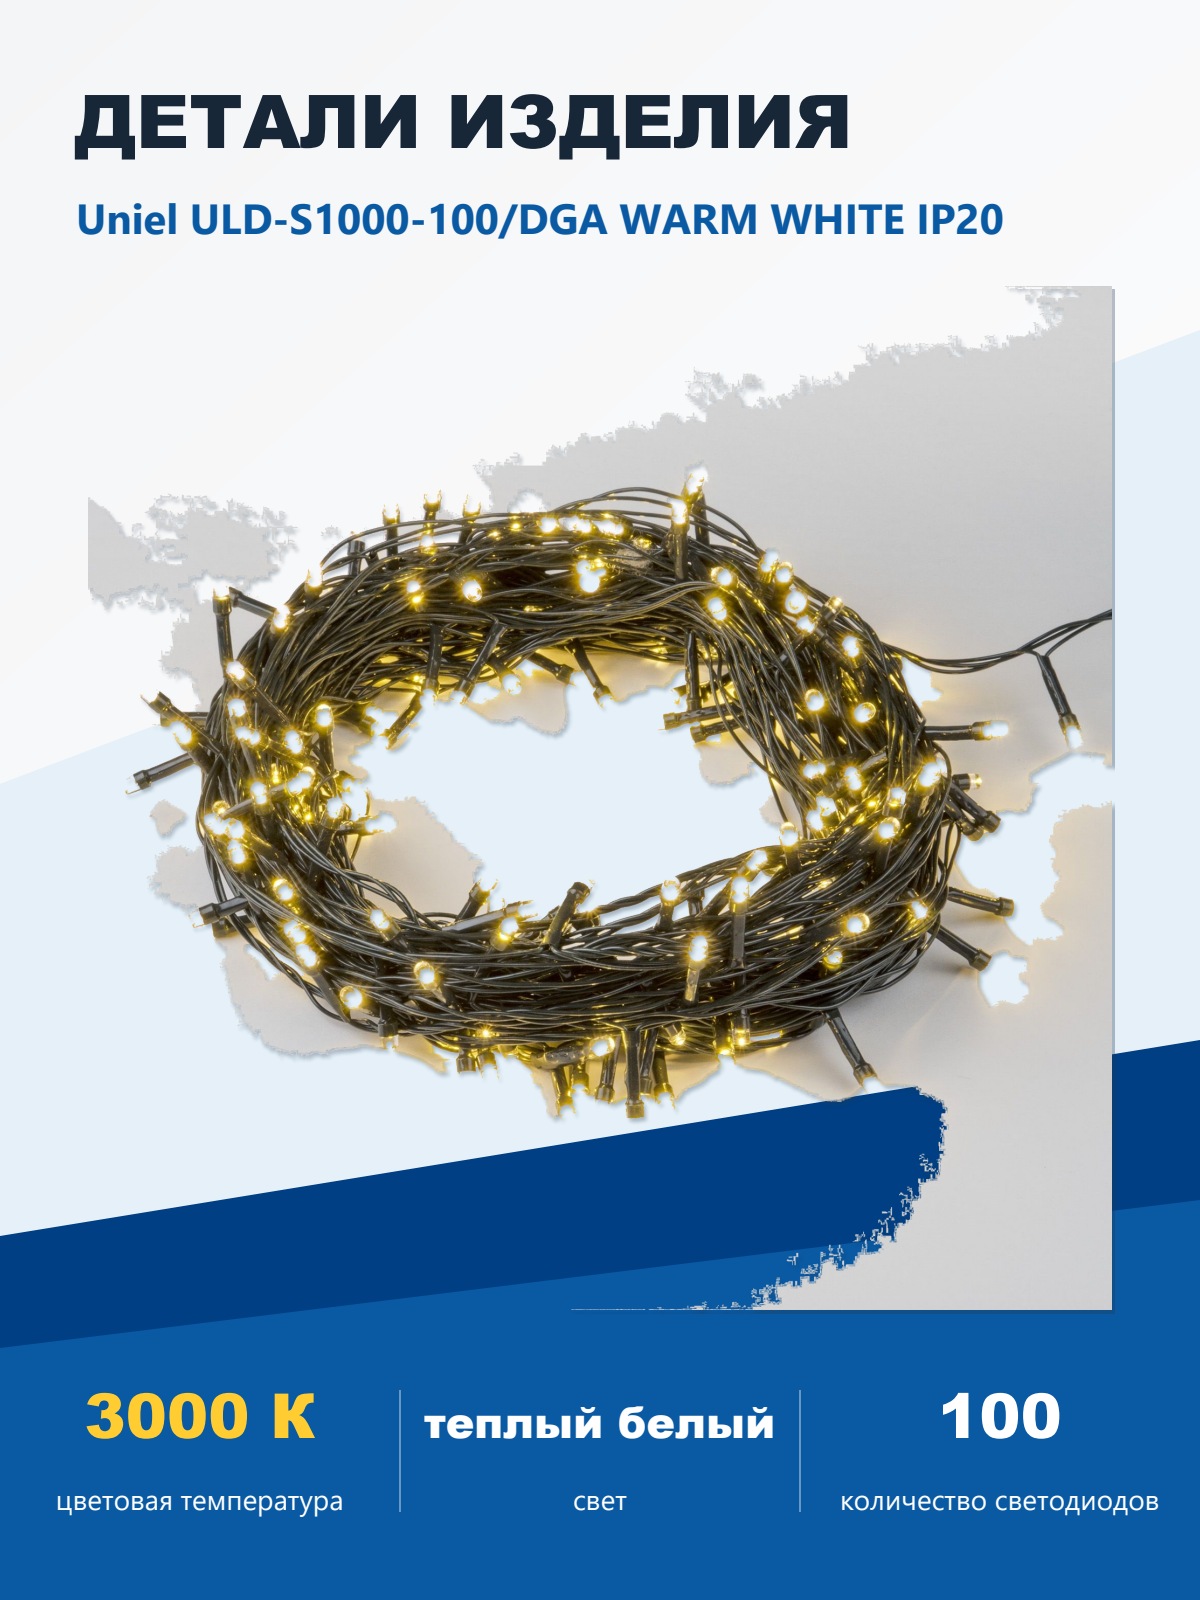 ДЕТАЛИ ИЗДЕЛИЯ
Uniel ULD-S1000-100/DGA WARM WHITE IP20
3000 К
цветовая температура
теплый белый
свет
100
количество светодиодов